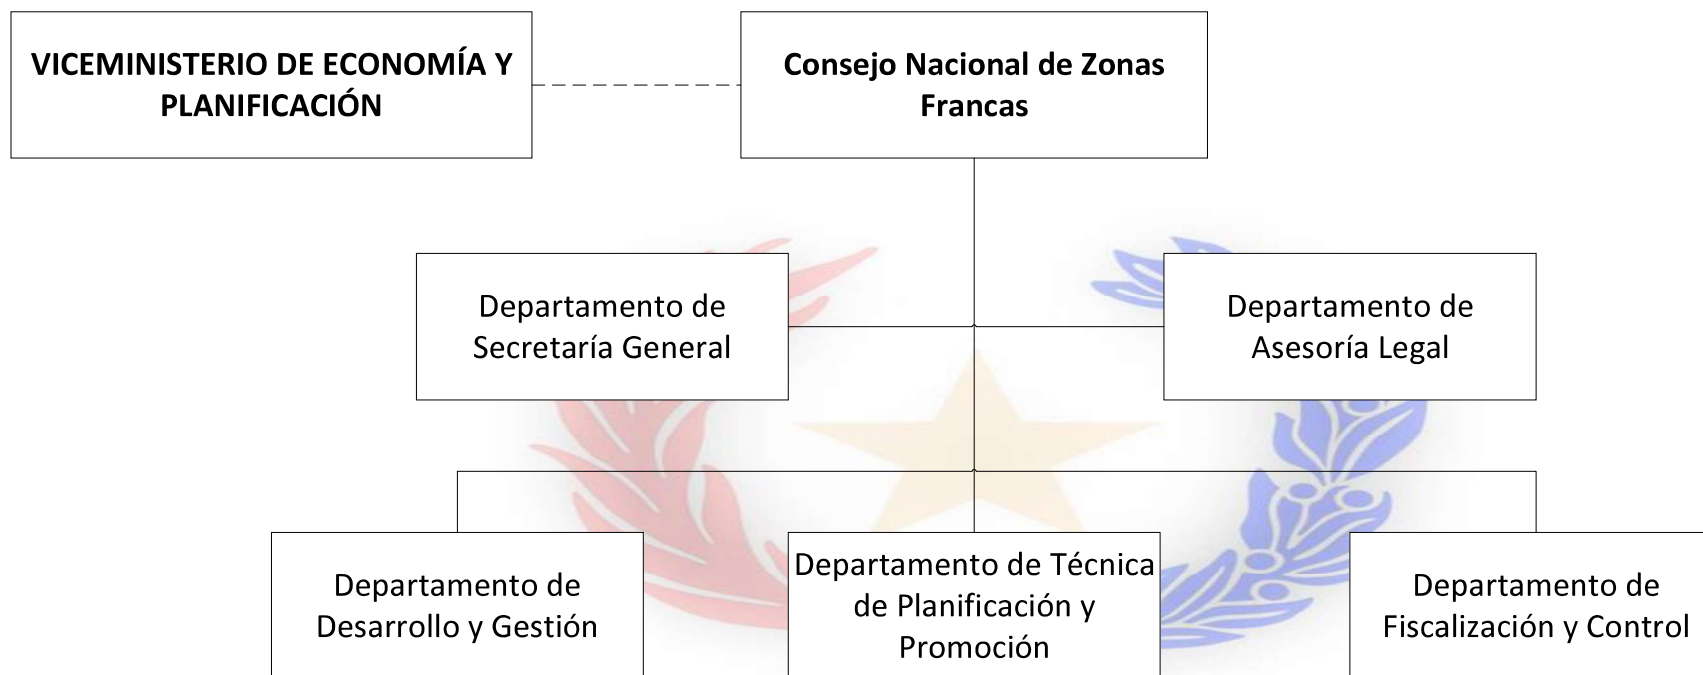 VICEMINISTERIO DE ECONOMÍA Y
PLANIFICACIÓN
Consejo Nacional de Zonas
Francas
Departamento de
Secretaría General
Departamento de
Asesoría Legal
Departamento de
Desarrollo y Gestión
Departamento de Técnica
de Planificación y
Promoción
Departamento de
Fiscalización y Control